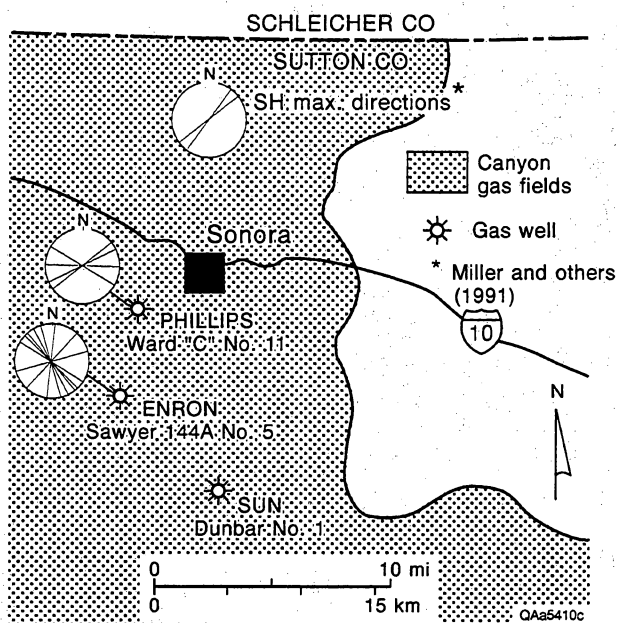 SCHLEICHER CO
SUTTON CO
N
SH max. directions *
Canyon
gas fields
Gas well
* Miller and others
(1991)
Sonora
10
N
PHILLIPS
Ward "C" No. 11
N
ENRON
Sawyer 144A No. 5
N
SUN
Dunbar No. 1
0 10 mi
0 15 km
QAa5410c